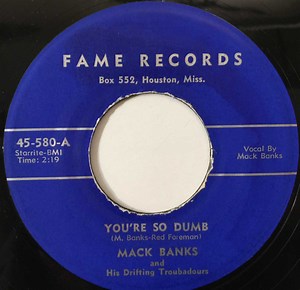 FAME RECORDS
Box 552, Houston, Miss.
45-580-A
Starrite-BMI
Time: 2:19
Vocal By
Mack Banks
YOU'RE SO DUMB
(M. Banks-Red Foreman)
MACK BANKS
and
His Drifting Troubadours